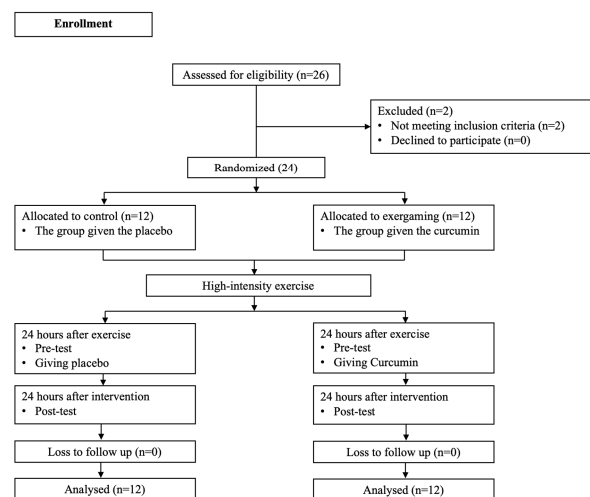 Enrollment
Assessed for eligibility (n=26)
Excluded (n=2)
• Not meeting inclusion criteria (n=2)
• Declined to participate (n=0)
Randomized (24)
Allocated to control (n=12)
• The group given the placebo
Allocated to exergaming (n=12)
• The group given the curcumin
High-intensity exercise
24 hours after exercise
• Pre-test
• Giving placebo
24 hours after exercise
• Pre-test
• Giving Curcumin
24 hours after intervention
• Post-test
24 hours after intervention
• Post-test
Loss to follow up (n=0)
Loss to follow up (n=0)
Analysed (n=12)
Analysed (n=12)